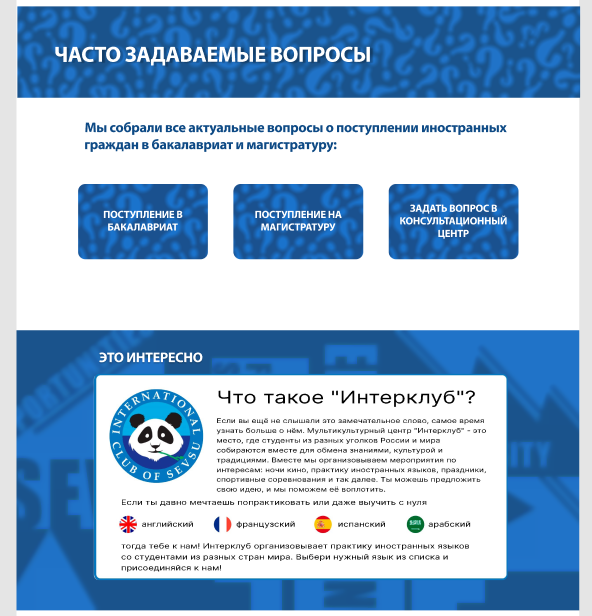 ЧАСТО ЗАДАВАЕМЫЕ ВОПРОСЫ
Мы собрали все актуальные вопросы о поступлении иностранных
граждан в бакалавриат и магистратуру:
ПОСТУПЛЕНИЕ В
БАКАЛАВРИАТ
ПОСТУПЛЕНИЕ НА
МАГИСТРАТУРУ
ЗАДАТЬ ВОПРОС В
КОНСУЛЬТАЦИОННЫЙ
ЦЕНТР
ЭТО ИНТЕРЕСНО
INTERNATIONAL
CLUB OF SEVSU
Что такое "Интерклуб"?
Если вы ещё не слышали это замечательное слово, самое время
узнать больше о нём. Мультикультурный центр "Интерклуб" - это
место, где студенты из разных уголков России и мира
собираются вместе для обмена знаниями, культурой и
традициями. Вместе мы организовываем мероприятия по
интересам: ночи кино, практику иностранных языков, праздники,
спортивные соревнования и так далее. Ты можешь предложить
свою идею, и мы поможем её воплотить.
Если ты давно мечтаешь попрактиковать или даже выучить с нуля
английский
французский
испанский
арабский
тогда тебе к нам! Интерклуб организовывает практику иностранных языков
со студентами из разных стран мира. Выбери нужный язык из списка и
присоединяйся к нам!